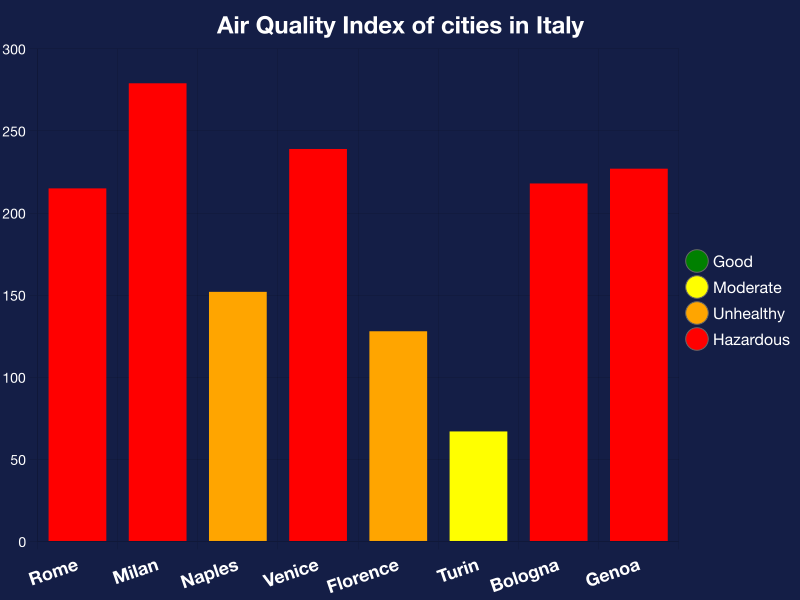 Air Quality Index of cities in Italy
300
250
200
150
100
50
0
Rome
Milan
Naples
Venice
Florence
Turin
Bologna
Genoa
Good
Moderate
Unhealthy
Hazardous